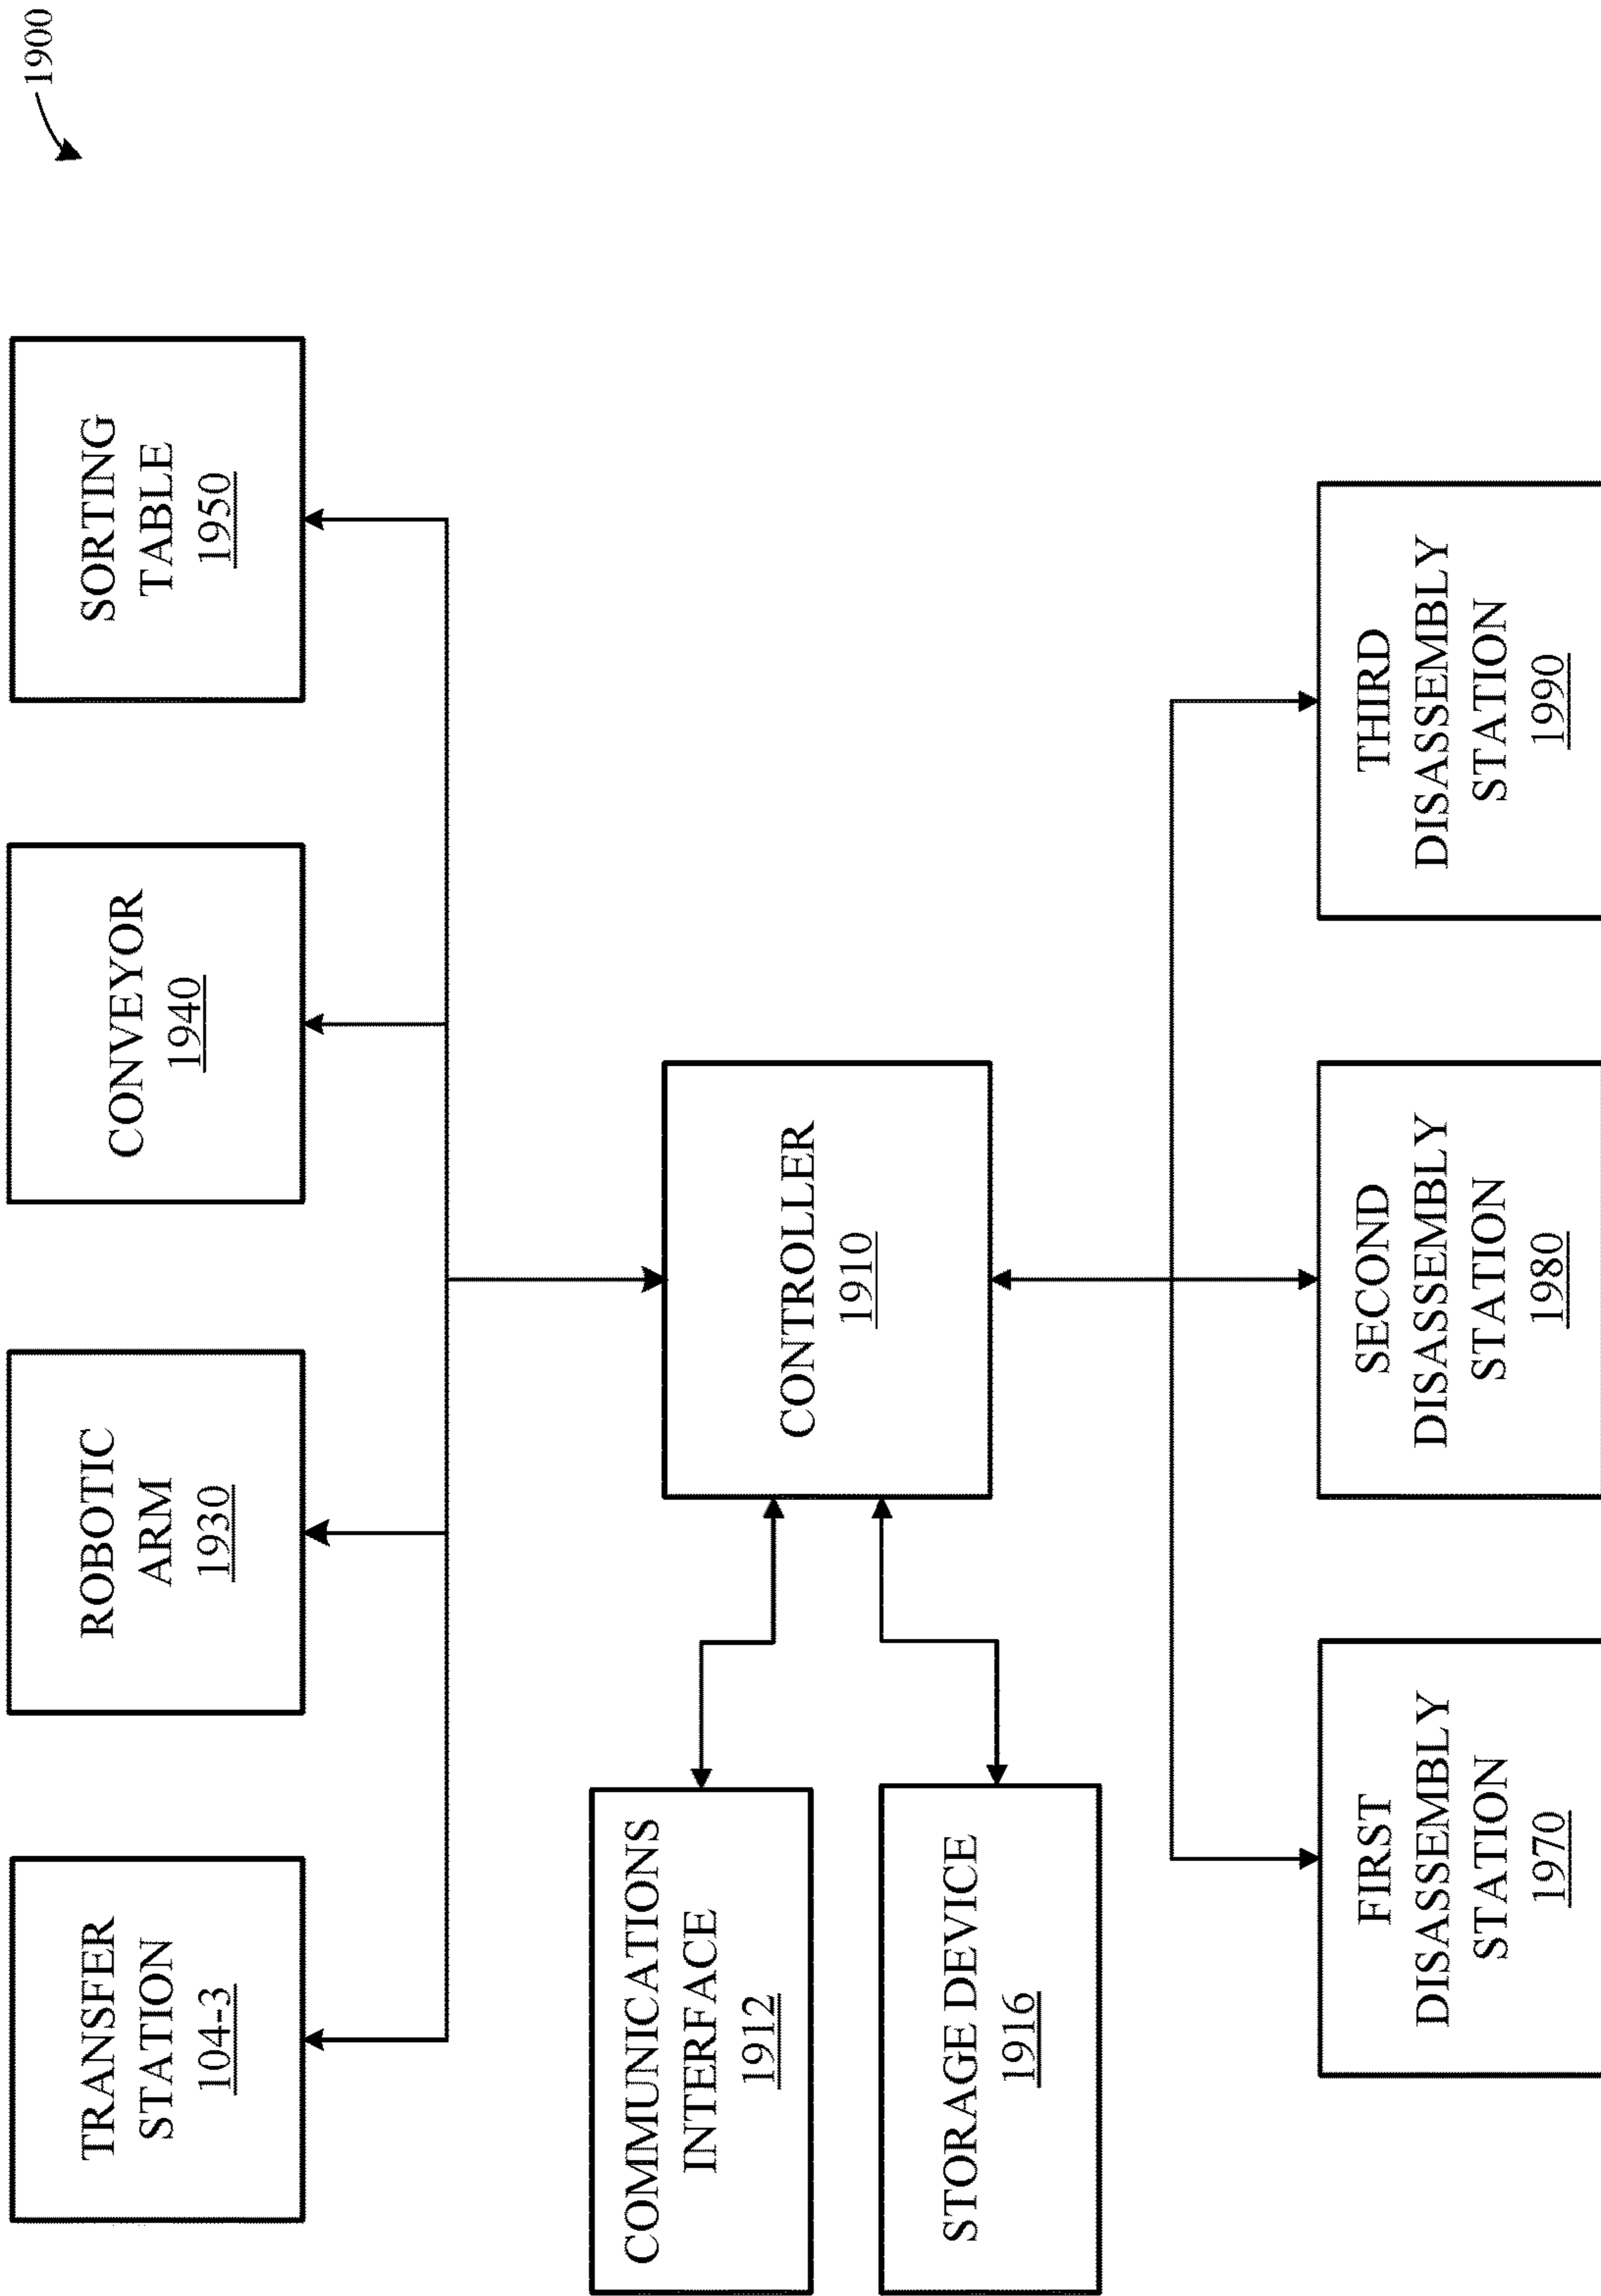 1900
TRANSFER
STATION
104-3
ROBOTIC
ARM
1930
CONVEYOR
1940
SORTING
TABLE
1950
COMMUNICATIONS
INTERFACE
1912
STORAGE DEVICE
1916
CONTROLLER
1910
FIRST
DISASSEMBLY
STATION
1970
SECOND
DISASSEMBLY
STATION
1980
THIRD
DISASSEMBLY
STATION
1990